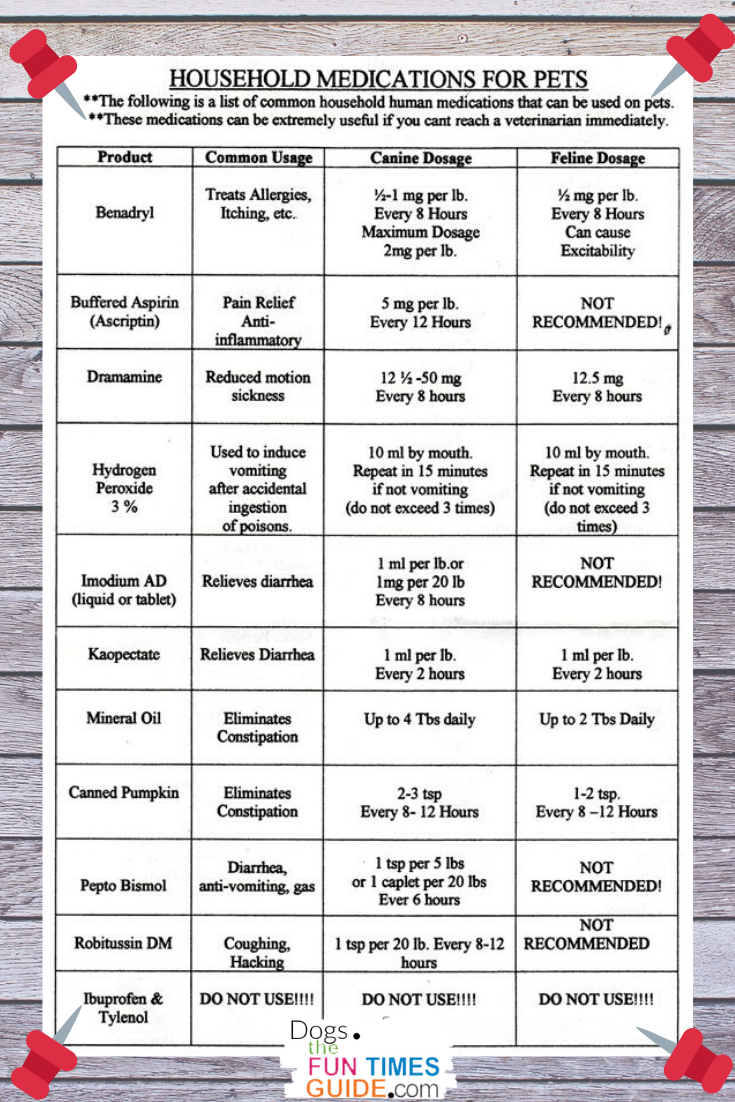 HOUSEHOLD MEDICATIONS FOR PETS
**The following is a list of common household human medications that can be used on pets.
**These medications can be extremely useful if you cant reach a veterinarian immediately.
Product Common Usage Canine Dosage Feline Dosage
Benadryl
Treats Allergies,
Itching, etc.
½-1 mg per lb.
Every 8 Hours
Maximum Dosage
2mg per lb.
½ mg per lb.
Every 8 Hours
Can cause
Excitability
Buffered Aspirin
(Ascriptin)
Pain Relief
Anti-
inflammatory
5 mg per lb.
Every 12 Hours
NOT
RECOMMENDED!
Dramamine
Reduced motion
sickness
12 ½ -50 mg
Every 8 hours
12.5 mg
Every 8 hours
Hydrogen
Peroxide
3 %
Used to induce
vomiting
after accidental
ingestion
of poisons.
10 ml by mouth.
Repeat in 15 minutes
if not vomiting
(do not exceed 3 times)
10 ml by mouth.
Repeat in 15 minutes
if not vomiting
(do not exceed 3
times)
Imodium AD
(liquid or tablet)
Relieves diarrhea
1 ml per lb.or
1mg per 20 lb
Every 8 hours
NOT
RECOMMENDED!
Kaopectate
Relieves Diarrhea
1 ml per lb.
Every 2 hours
1 ml per lb.
Every 2 hours
Mineral Oil
Eliminates
Constipation
Up to 4 Tbs daily
Up to 2 Tbs Daily
Canned Pumpkin
Eliminates
Constipation
2-3 tsp
Every 8- 12 Hours
1-2 tsp.
Every 8 –12 Hours
Pepto Bismol
Diarrhea,
anti-vomiting, gas
1 tsp per 5 lbs
or 1 caplet per 20 lbs
Ever 6 hours
NOT
RECOMMENDED!
Robitussin DM
Coughing,
Hacking
1 tsp per 20 lb. Every 8-12
hours
NOT
RECOMMENDED
Ibuprofen &
Tylenol
DO NOT USE!!!!
DO NOT USE!!!!
DO NOT USE!!!!
Dogs.
the
FUN TIMES
GUIDE.com